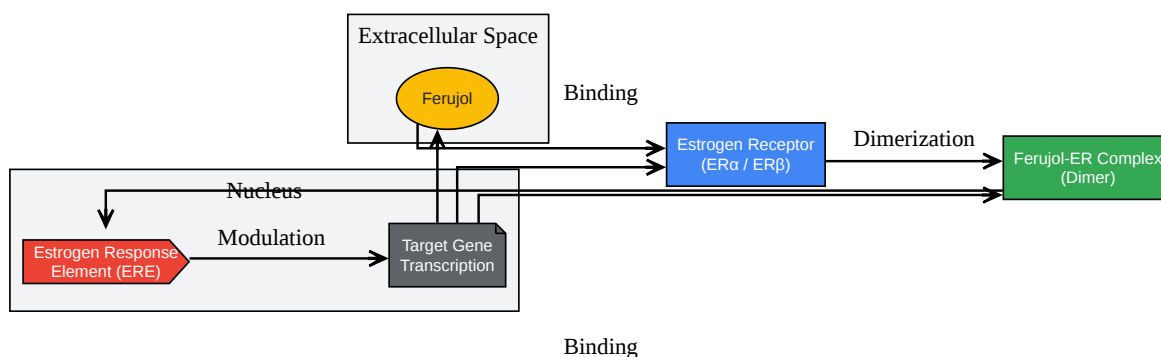 Extracellular Space
Ferujol
Binding
Estrogen Receptor
(ERα / ERβ)
Dimerization
Ferujol-ER Complex
(Dimer)
Nucleus
Estrogen Response
Element (ERE)
Modulation
Target Gene
Transcription
Binding